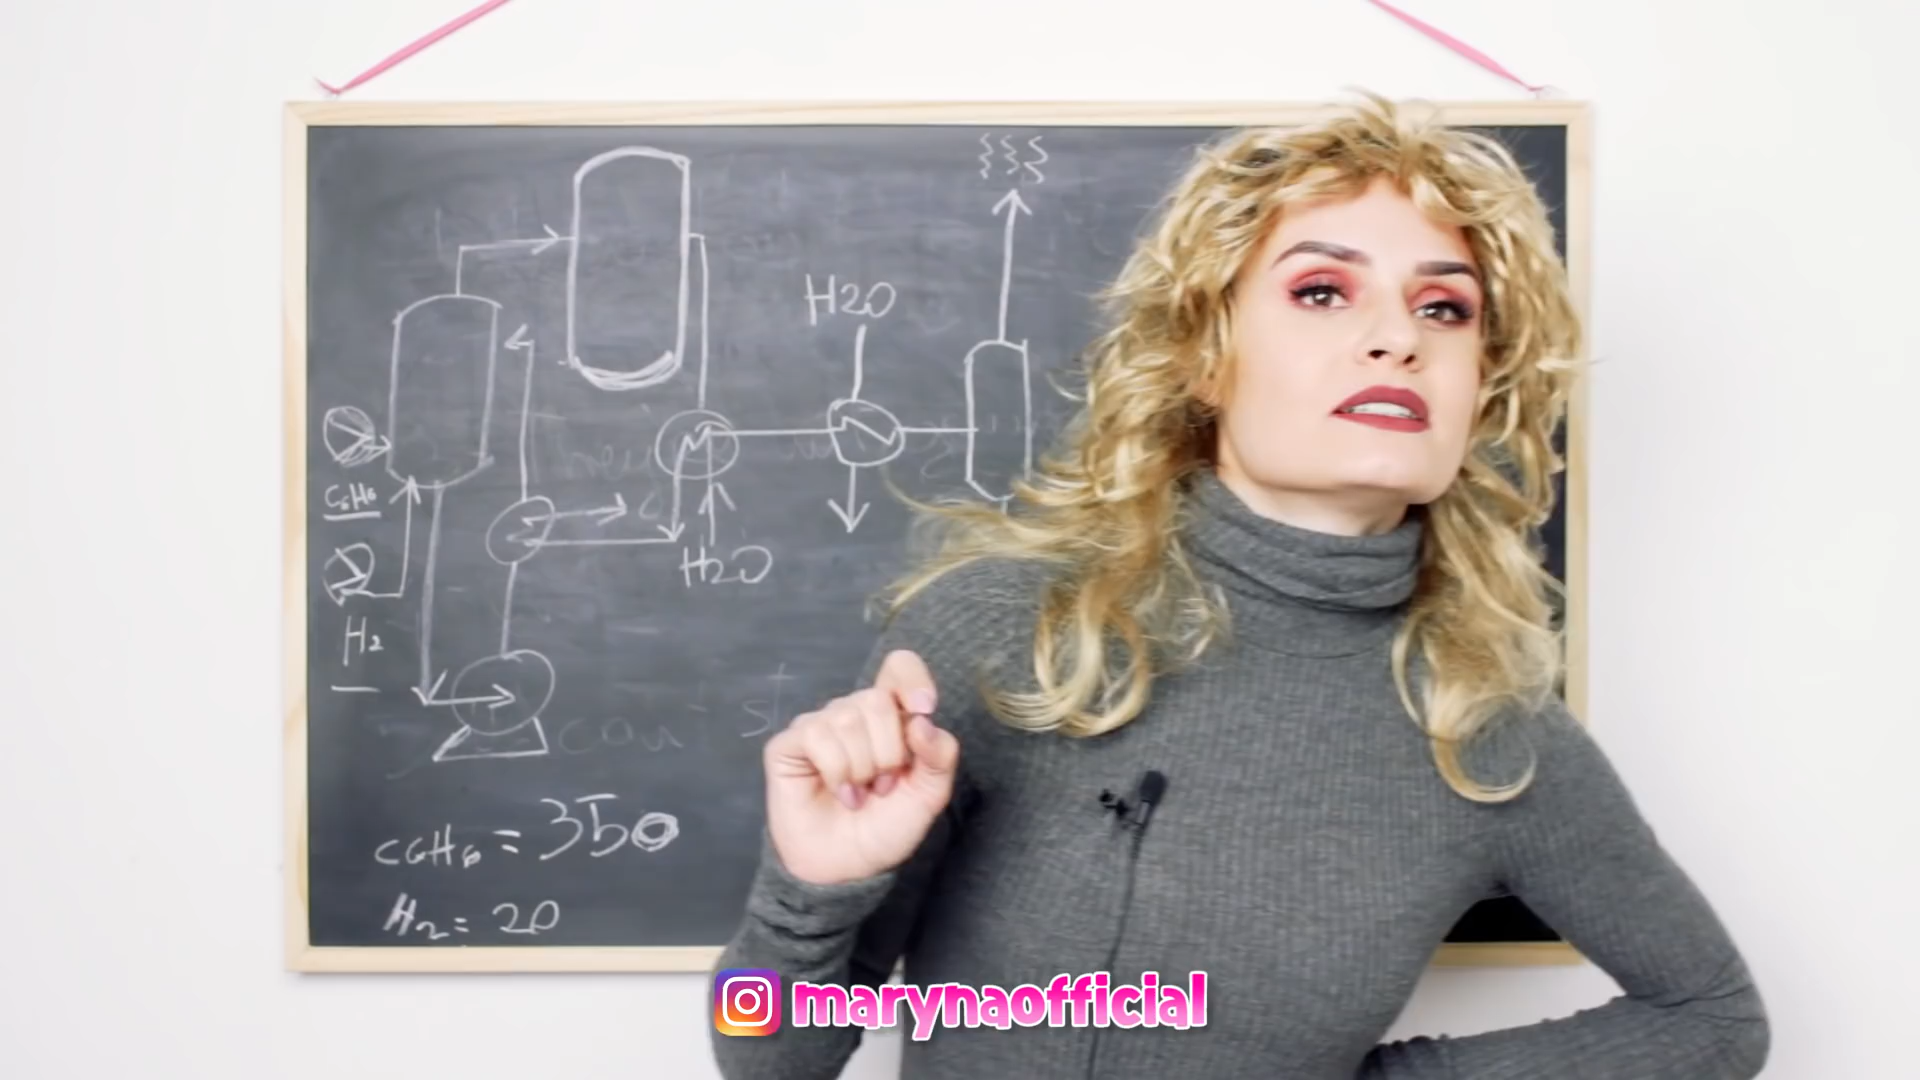 H2O
C6H6
H2O
H2
C6H6 = 350
H2 = 20
marynaofficial